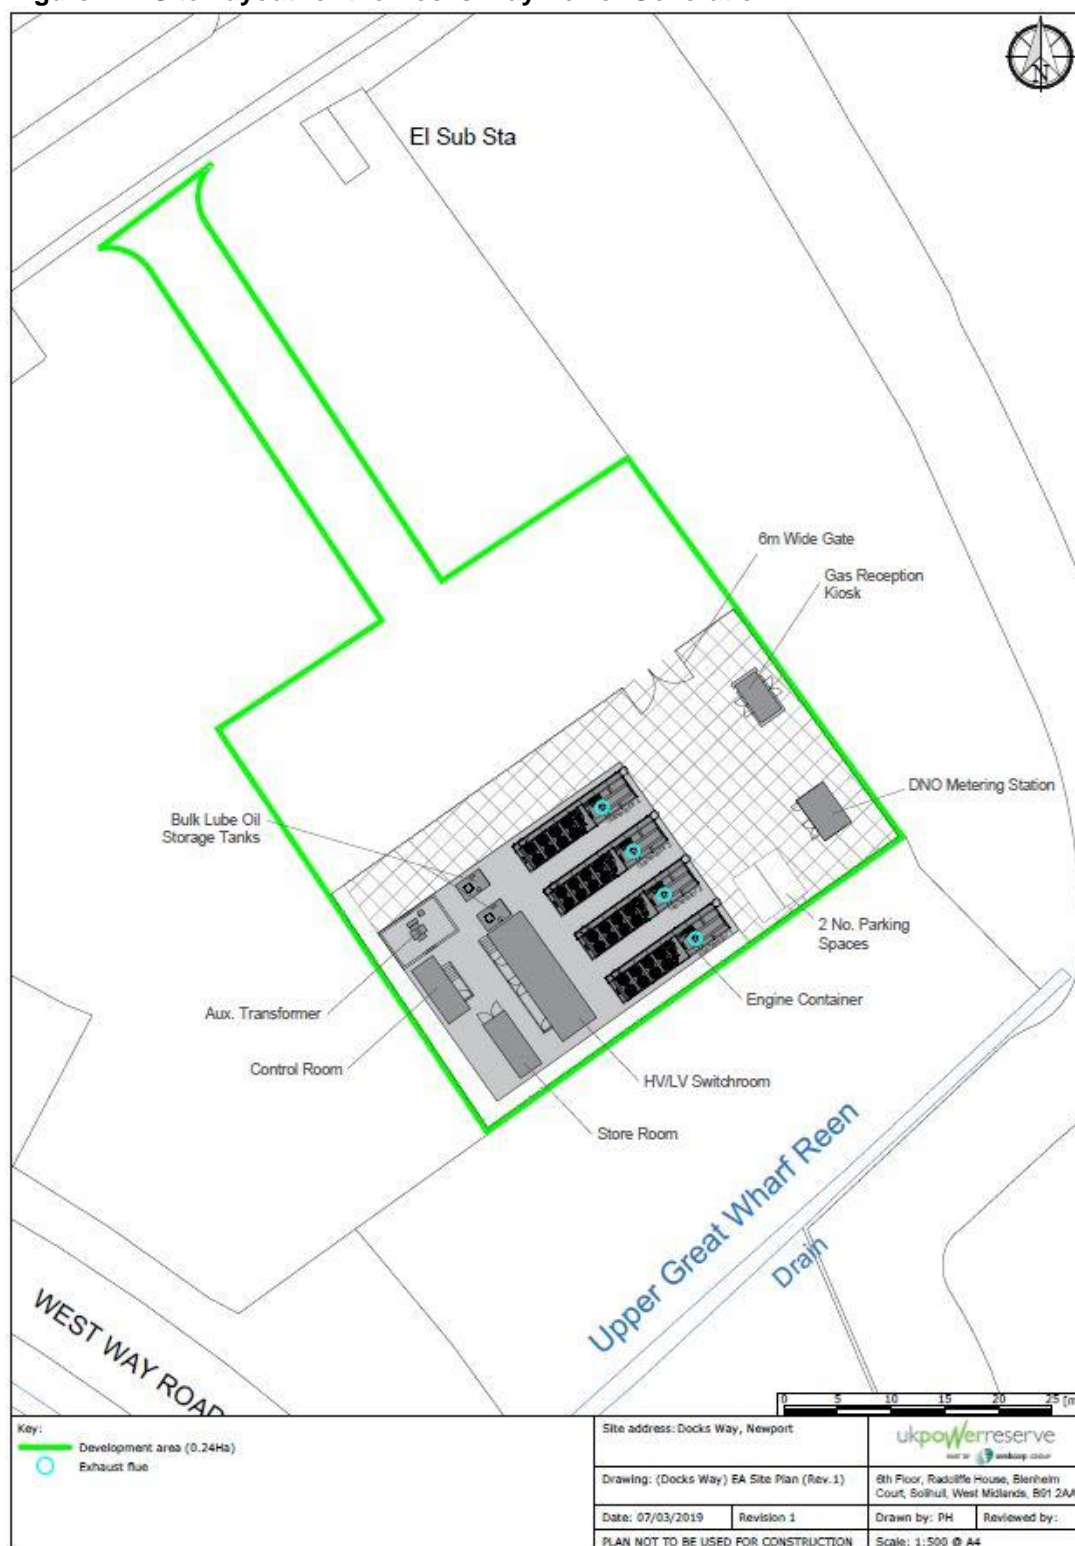 N
El Sub Sta
6m Wide Gate
Gas Reception
Kiosk
DNO Metering Station
Bulk Lube Oil
Storage Tanks
2 No. Parking
Spaces
Engine Container
Aux. Transformer
Control Room
HV/LV Switchroom
Store Room
Upper Great Wharf Reen
Drain
WEST WAY ROAD
0 5 10 15 20 25 [m
Key:
Development area (0.24Ha)
Exhaust flue
Site address: Docks Way, Newport
ukpowerreserve
Drawing: (Docks Way) EA Site Plan (Rev.1)
6th Floor, Radcliffe House, Blenheim
Court, Solihull, West Midlands, B91 2AA
Date: 07/03/2019
Revision 1
Drawn by: PH
Reviewed by:
PLAN NOT TO BE USED FOR CONSTRUCTION
Scale: 1:500 @ A4